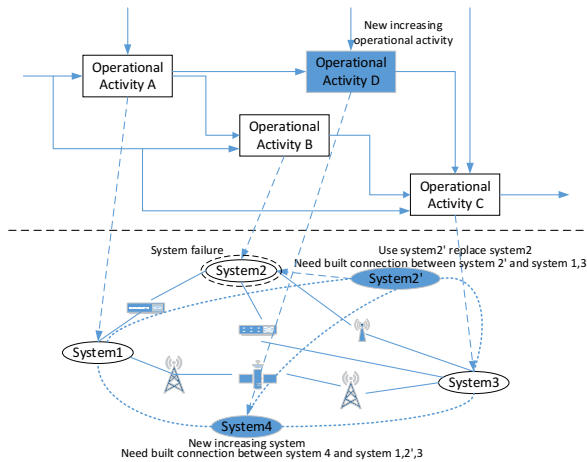 New increasing
operational activity
Operational
Activity A
Operational
Activity D
Operational
Activity B
Operational
Activity C
System failure
Use system2' replace system2
Need built connection between system 2' and system 1,3
System2
System2'
System1
System3
System4
New increasing system
Need built connection between system 4 and system 1,2',3